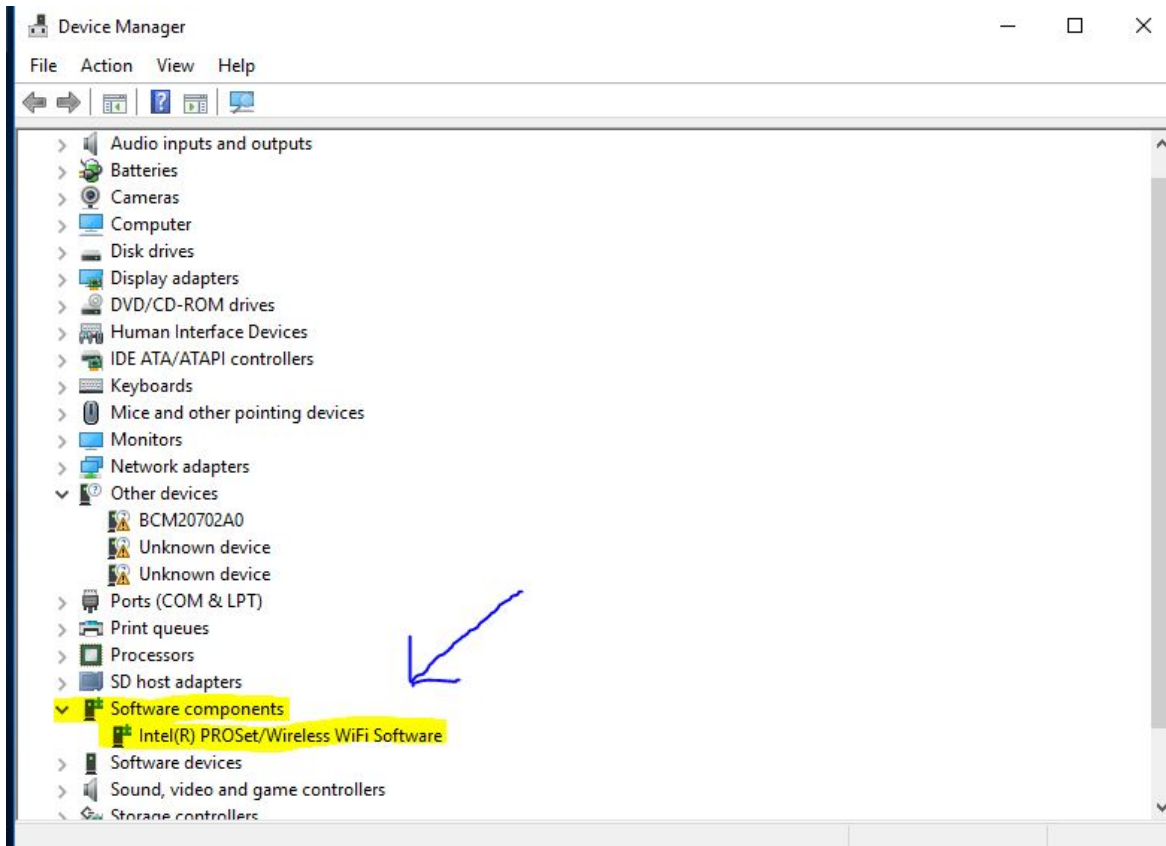 Device Manager
File Action View Help
Audio inputs and outputs
Batteries
Cameras
Computer
Disk drives
Display adapters
DVD/CD-ROM drives
Human Interface Devices
IDE ATA/ATAPI controllers
Keyboards
Mice and other pointing devices
Monitors
Network adapters
Other devices
BCM20702A0
Unknown device
Unknown device
Ports (COM & LPT)
Print queues
Processors
SD host adapters
Software components
Intel(R) PROSet/Wireless WiFi Software
Software devices
Sound, video and game controllers
Storage controllers